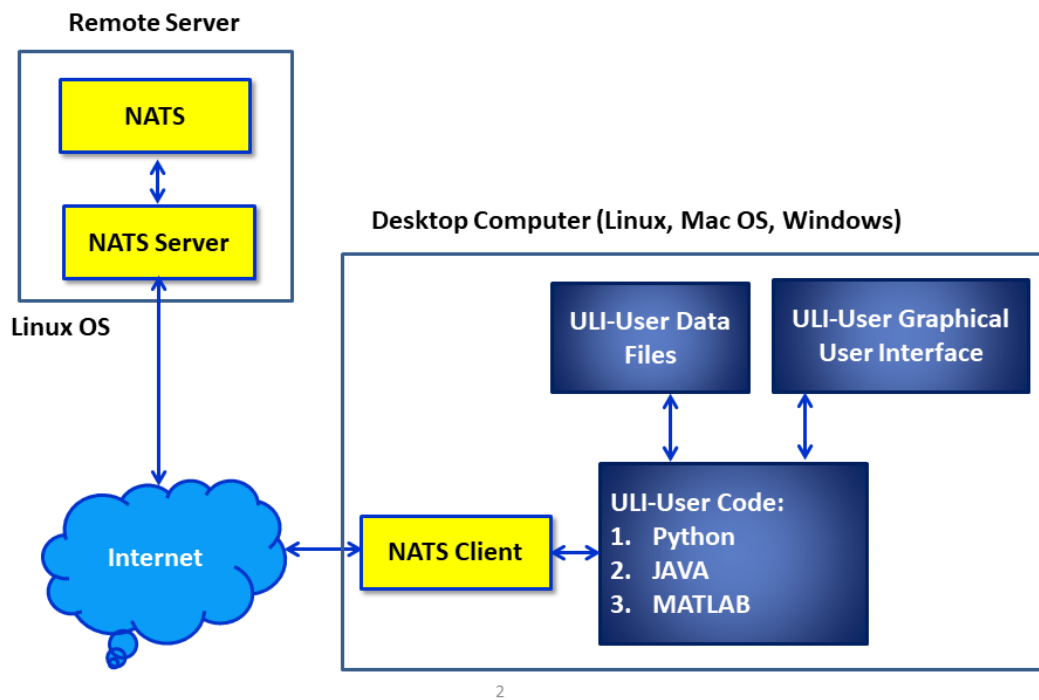 Remote Server
NATS
NATS Server
Linux OS
Desktop Computer (Linux, Mac OS, Windows)
ULI-User Data
Files
ULI-User Graphical
User Interface
Internet
NATS Client
ULI-User Code:
1. Python
2. JAVA
3. MATLAB
2